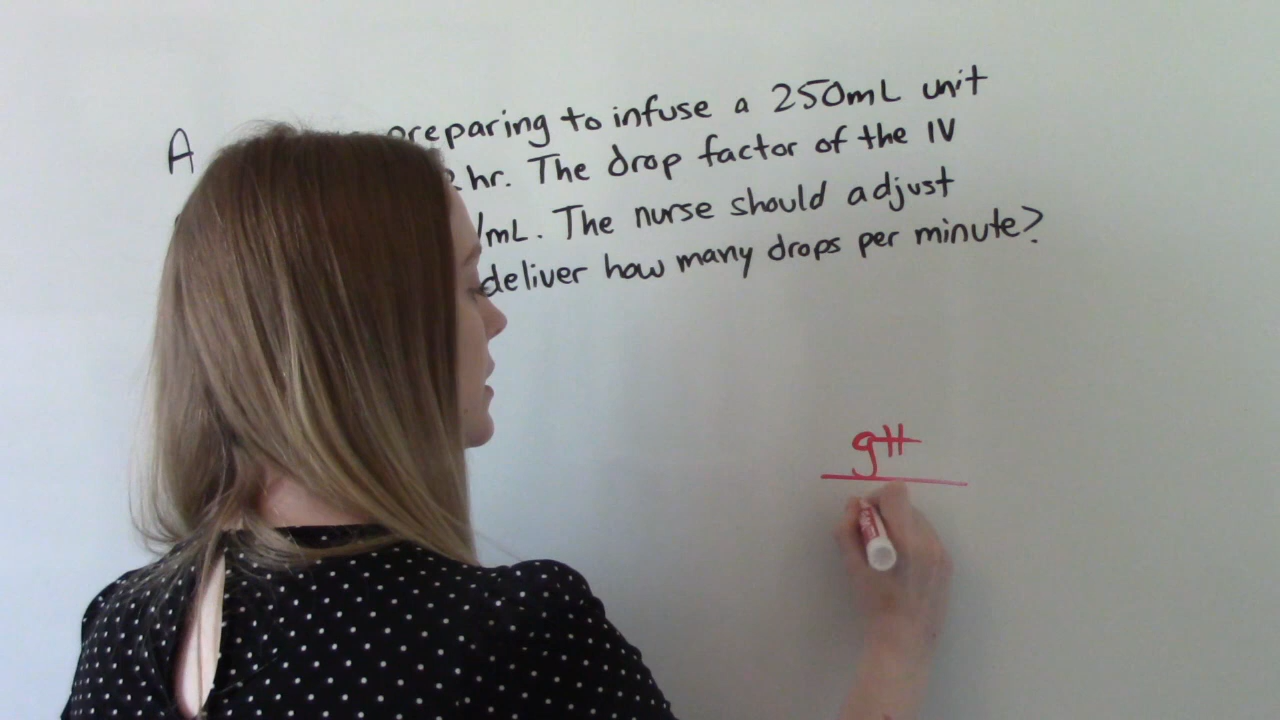 A preparing to infuse a 250mL unit
hr. The drop factor of the IV
/mL. The nurse should adjust
deliver how many drops per minute?
gtt